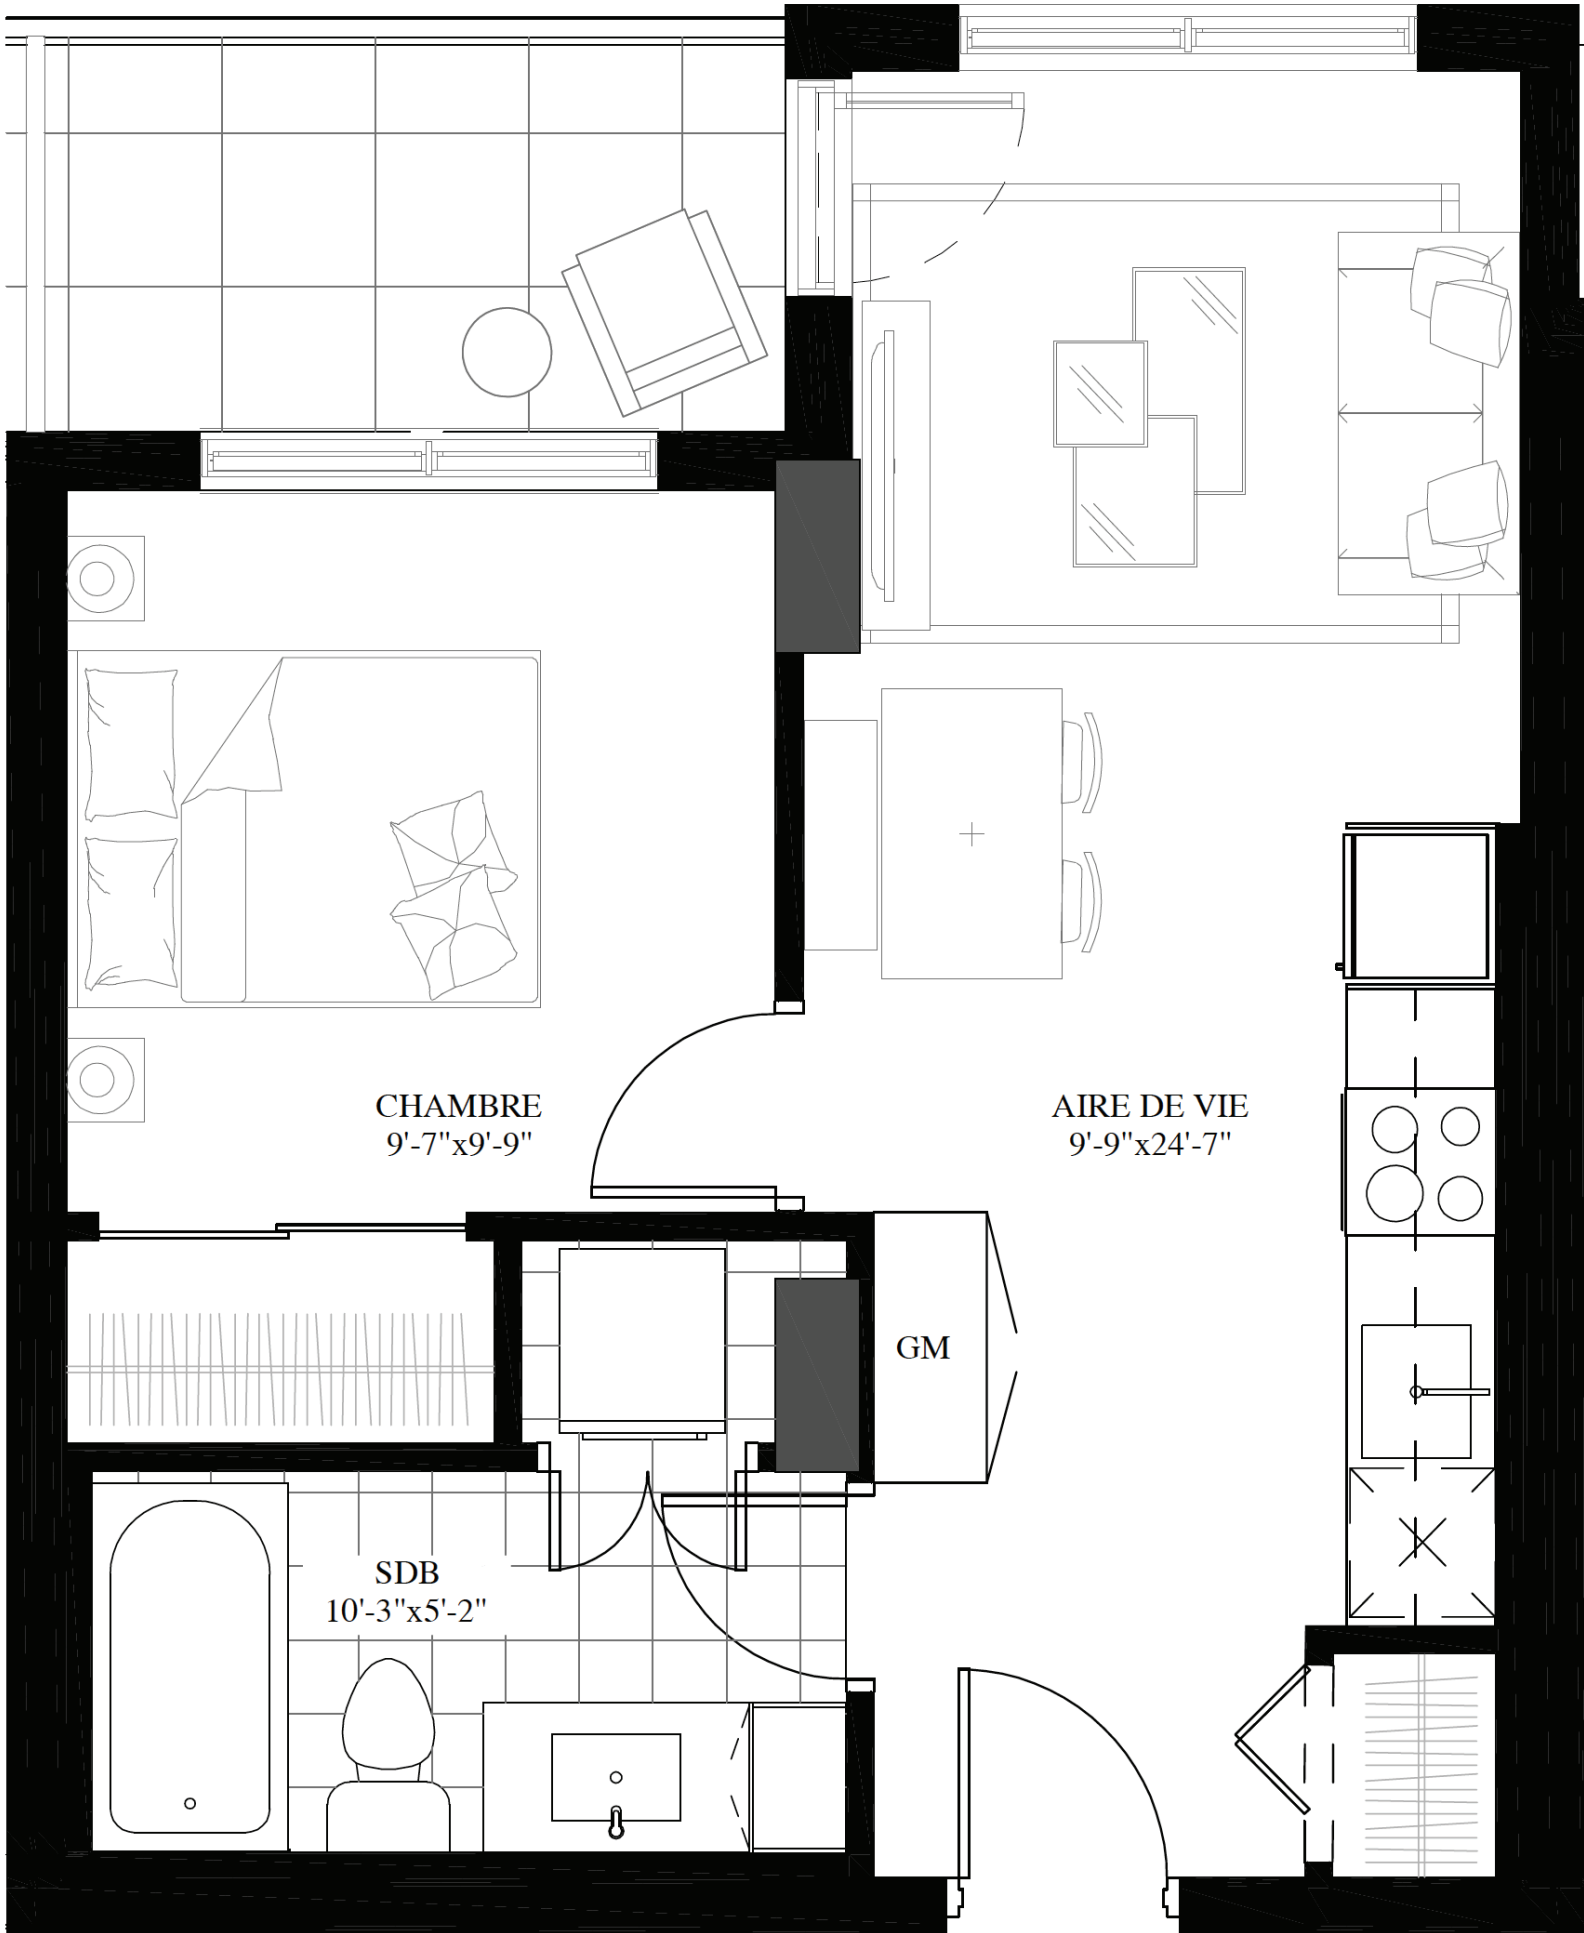 CHAMBRE
9'-7"x9'-9"
AIRE DE VIE
9'-9"x24'-7"
GM
SDB
10'-3"x5'-2"